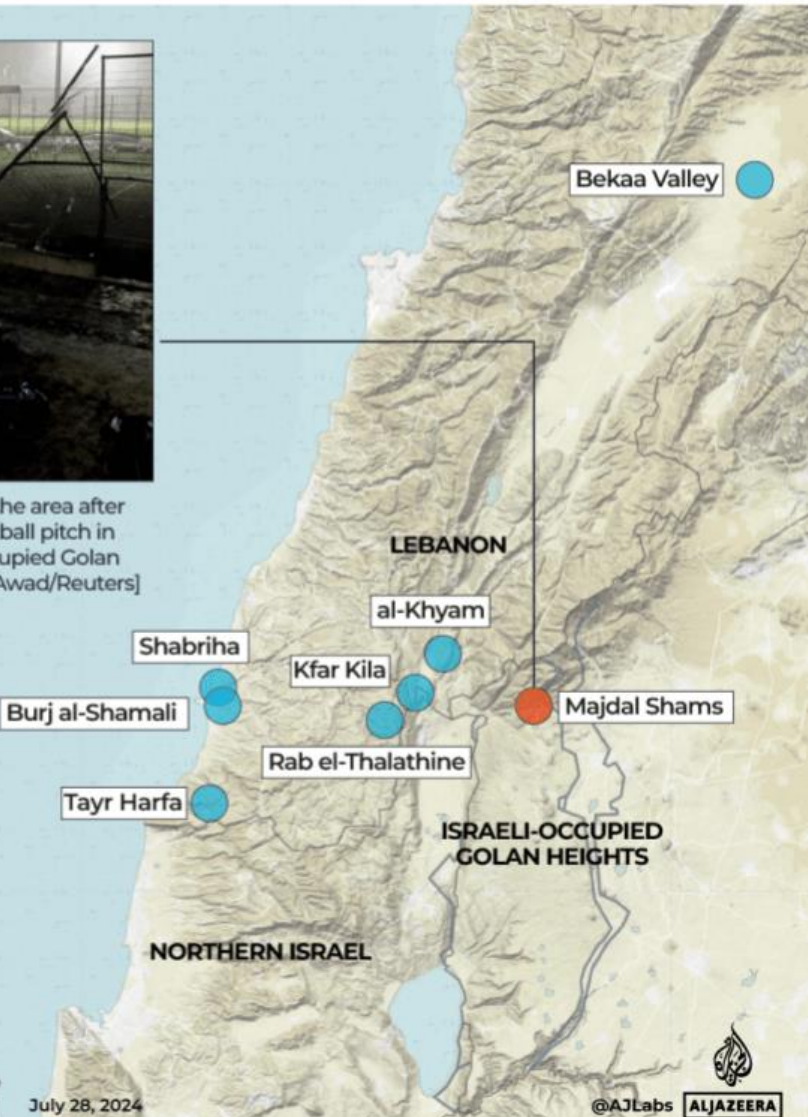 Bekaa Valley
he area after
ball pitch in
upied Golan
Awad/Reuters]
LEBANON
al-Khyam
Shabriha
Kfar Kila
Burj al-Shamali
Majdal Shams
Rab el-Thalathine
Tayr Harfa
ISRAELI-OCCUPIED
GOLAN HEIGHTS
NORTHERN ISRAEL
July 28, 2024
@AJLabs
ALJAZEERA